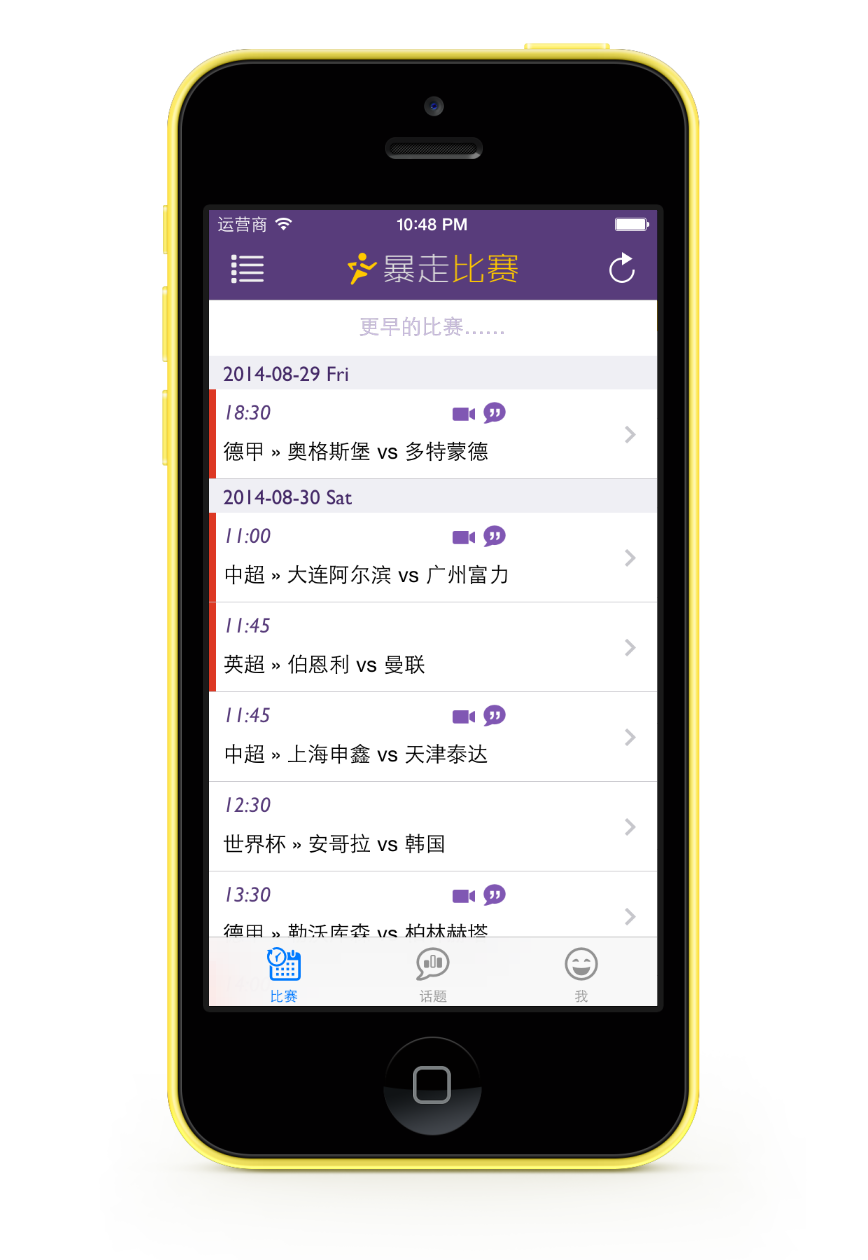 运营商 10:48 PM
暴走比赛
更早的比赛......
2014-08-29 Fri
18:30
德甲 » 奥格斯堡 vs 多特蒙德
2014-08-30 Sat
11:00
中超 » 大连阿尔滨 vs 广州富力
11:45
英超 » 伯恩利 vs 曼联
11:45
中超 » 上海申鑫 vs 天津泰达
12:30
世界杯 » 安哥拉 vs 韩国
13:30
德甲 » 勒沃库森 vs 柏林赫塔
比赛 话题 我